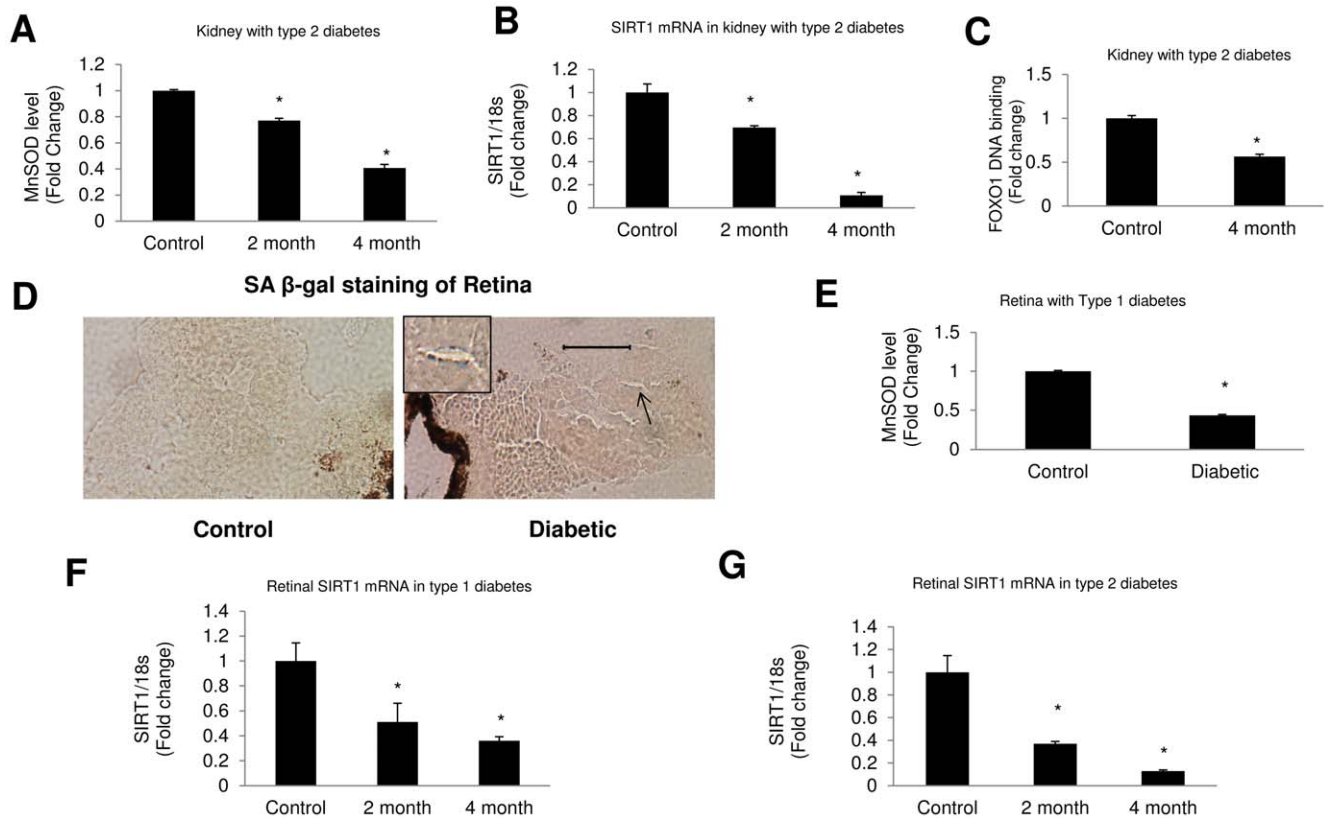 A
Kidney with type 2 diabetes
MnSOD level
(Fold Change)
1.2
1
0.8
0.6
0.4
0.2
0
*
*
Control 2 month 4 month
B
SIRT1 mRNA in kidney with type 2 diabetes
SIRT1/18s
(Fold change)
1.2
1
0.8
0.6
0.4
0.2
0
*
*
Control 2 month 4 month
C
Kidney with type 2 diabetes
FOXO1 DNA binding
(Fold change)
1.5
1
0.5
0
*
Control 4 month
D
SA β-gal staining of Retina
Control Diabetic
E
Retina with Type 1 diabetes
MnSOD level
(Fold Change)
1.5
1
0.5
0
*
Control Diabetic
F
Retinal SIRT1 mRNA in type 1 diabetes
SIRT1/18s
(Fold change)
1.4
1.2
1
0.8
0.6
0.4
0.2
0
*
*
Control 2 month 4 month
G
Retinal SIRT1 mRNA in type 2 diabetes
SIRT1/18s
(Fold change)
1.4
1.2
1
0.8
0.6
0.4
0.2
0
*
*
Control 2 month 4 month